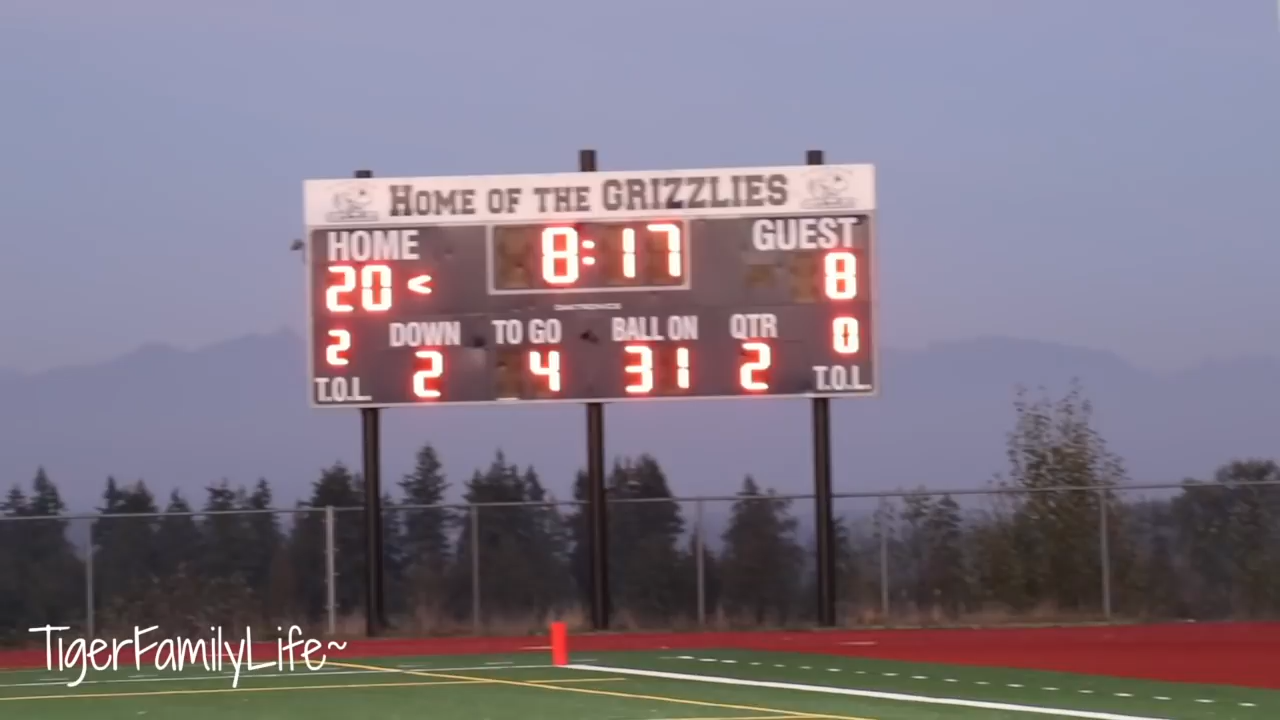 HOME OF THE GRIZZLIES
HOME 8:17 GUEST
20 < 8
DOWN TO GO BALL ON QTR
2 2 4 31 2 0
T.O.L. T.O.L.
TigerFamilyLife~